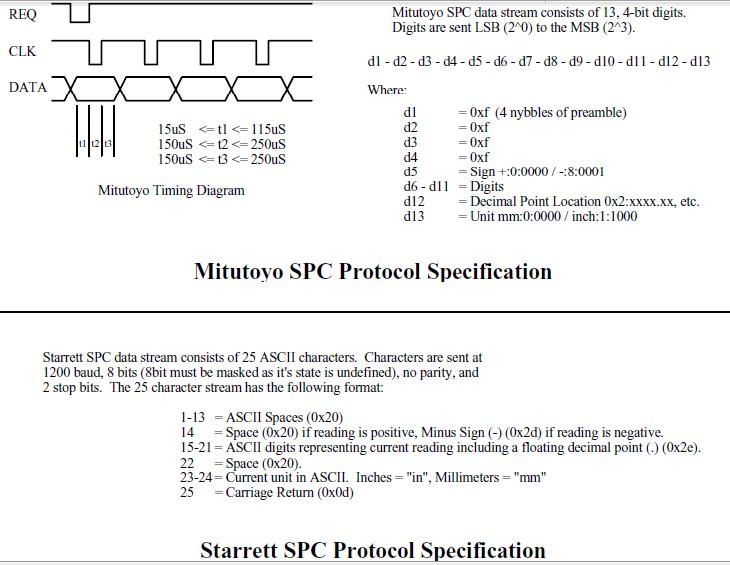 REQ
CLK
DATA
t1 t2 t3
15uS <= t1 <= 115uS
150uS <= t2 <= 250uS
150uS <= t3 <= 250uS
Mitutoyo Timing Diagram
Mitutoyo SPC data stream consists of 13, 4-bit digits.
Digits are sent LSB (2^0) to the MSB (2^3).
d1 - d2 - d3 - d4 - d5 - d6 - d7 - d8 - d9 - d10 - d11 - d12 - d13
Where:
d1 = 0xf (4 nybbles of preamble)
d2 = 0xf
d3 = 0xf
d4 = 0xf
d5 = Sign +:0:0000 / -:8:0001
d6 - d11 = Digits
d12 = Decimal Point Location 0x2:xxxx.xx, etc.
d13 = Unit mm:0:0000 / inch:1:1000
Mitutoyo SPC Protocol Specification
Starrett SPC data stream consists of 25 ASCII characters. Characters are sent at
1200 baud, 8 bits (8bit must be masked as it's state is undefined), no parity, and
2 stop bits. The 25 character stream has the following format:
1-13 = ASCII Spaces (0x20)
14 = Space (0x20) if reading is positive, Minus Sign (-) (0x2d) if reading is negative.
15-21 = ASCII digits representing current reading including a floating decimal point (.) (0x2e).
22 = Space (0x20).
23-24 = Current unit in ASCII. Inches = "in", Millimeters = "mm"
25 = Carriage Return (0x0d)
Starrett SPC Protocol Specification